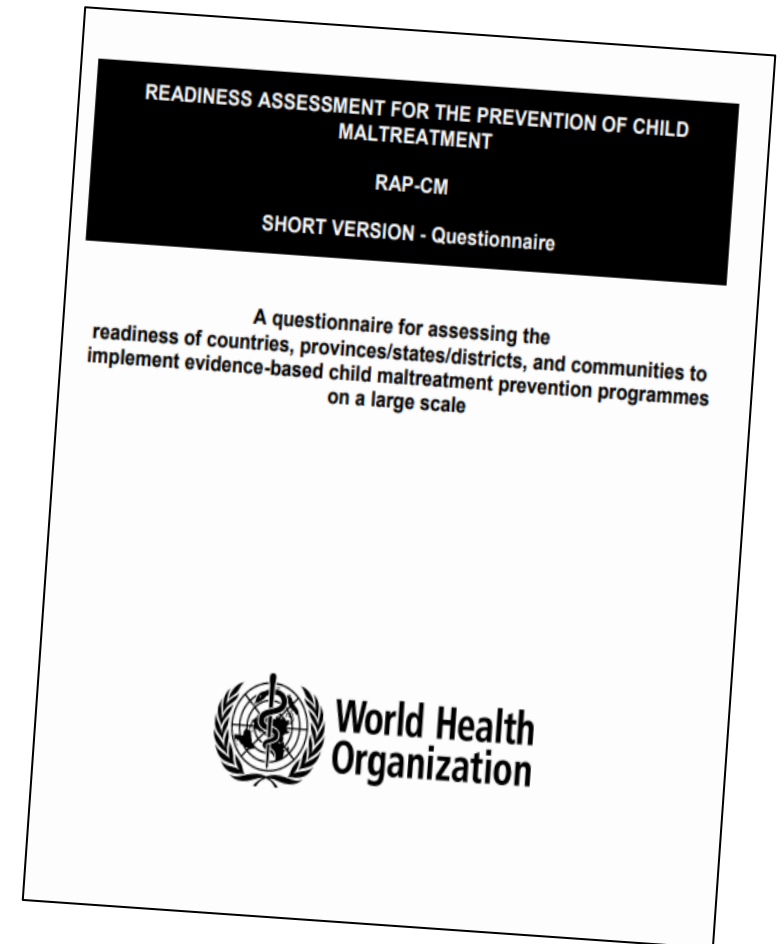 READINESS ASSESSMENT FOR THE PREVENTION OF CHILD
MALTREATMENT
RAP-CM
SHORT VERSION - Questionnaire
A questionnaire for assessing the
readiness of countries, provinces/states/districts, and communities to
implement evidence-based child maltreatment prevention programmes
on a large scale
World Health
Organization